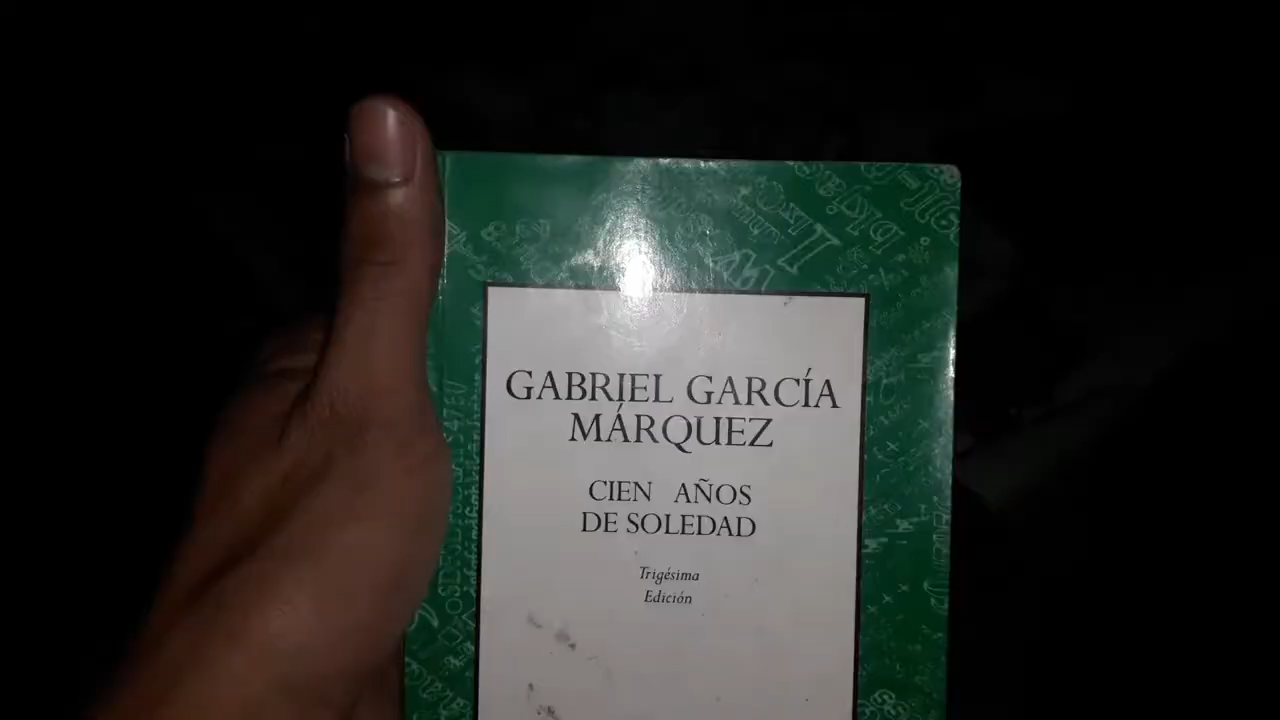 GABRIEL GARCÍA
MÁRQUEZ
CIEN AÑOS
DE SOLEDAD
Trigésima
Edición